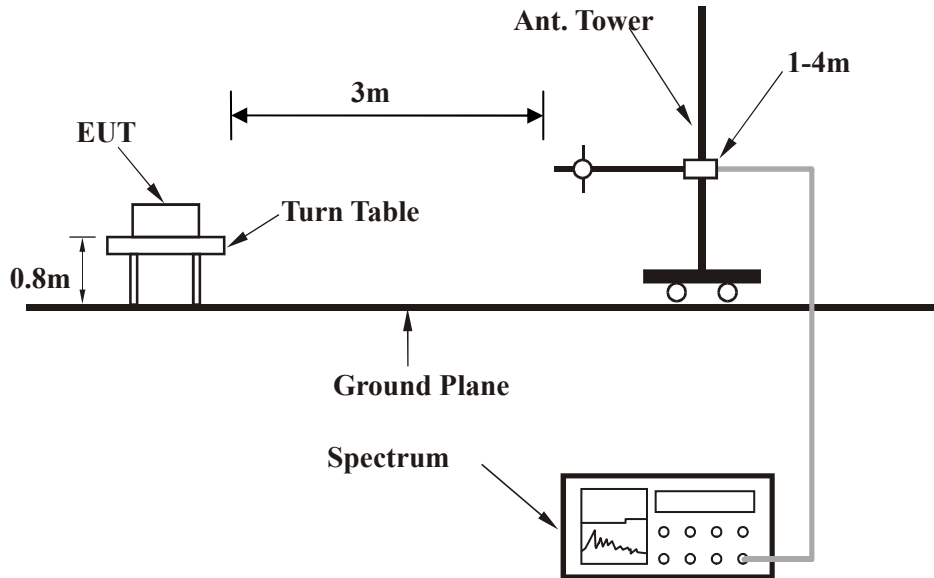 Ant. Tower
1-4m
3m
EUT
Turn Table
0.8m
Ground Plane
Spectrum